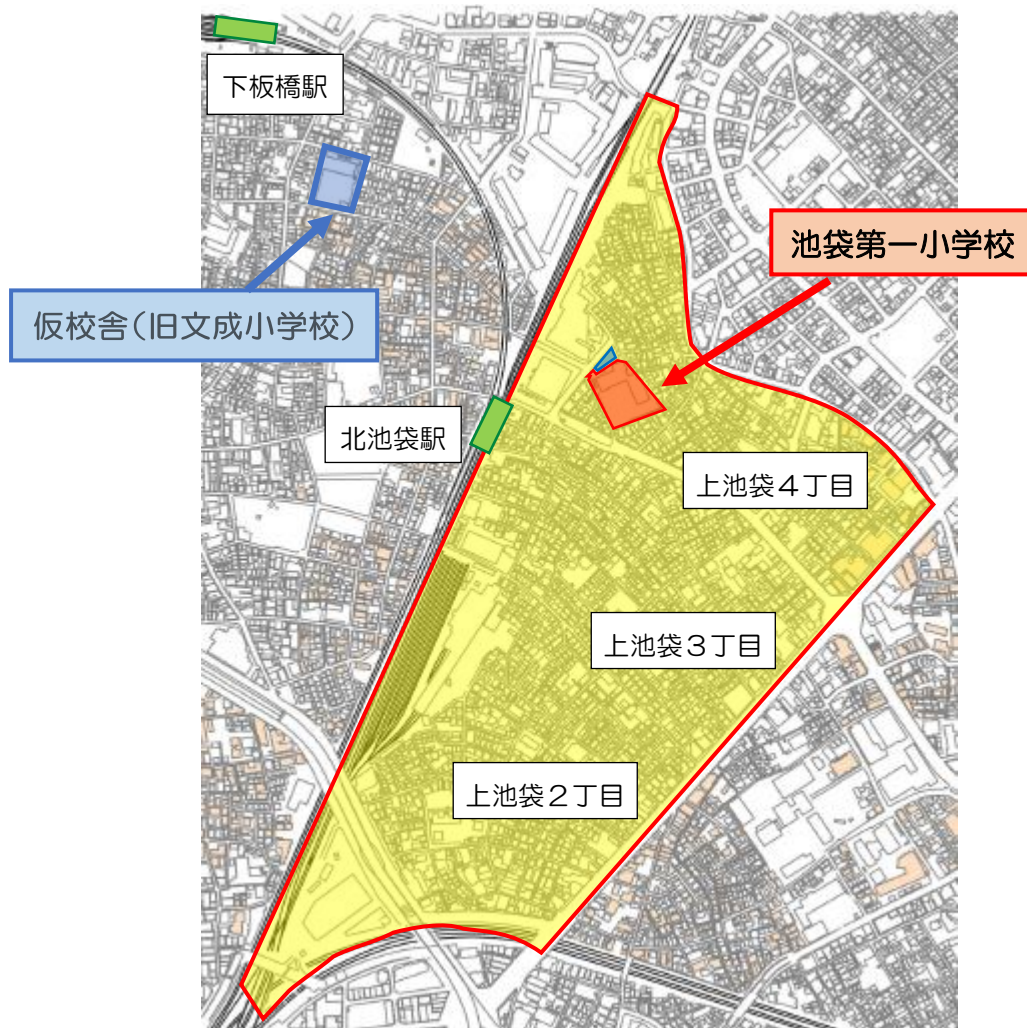 下板橋駅
池袋第一小学校
仮校舎(旧文成小学校)
北池袋駅
上池袋4丁目
上池袋3丁目
上池袋2丁目